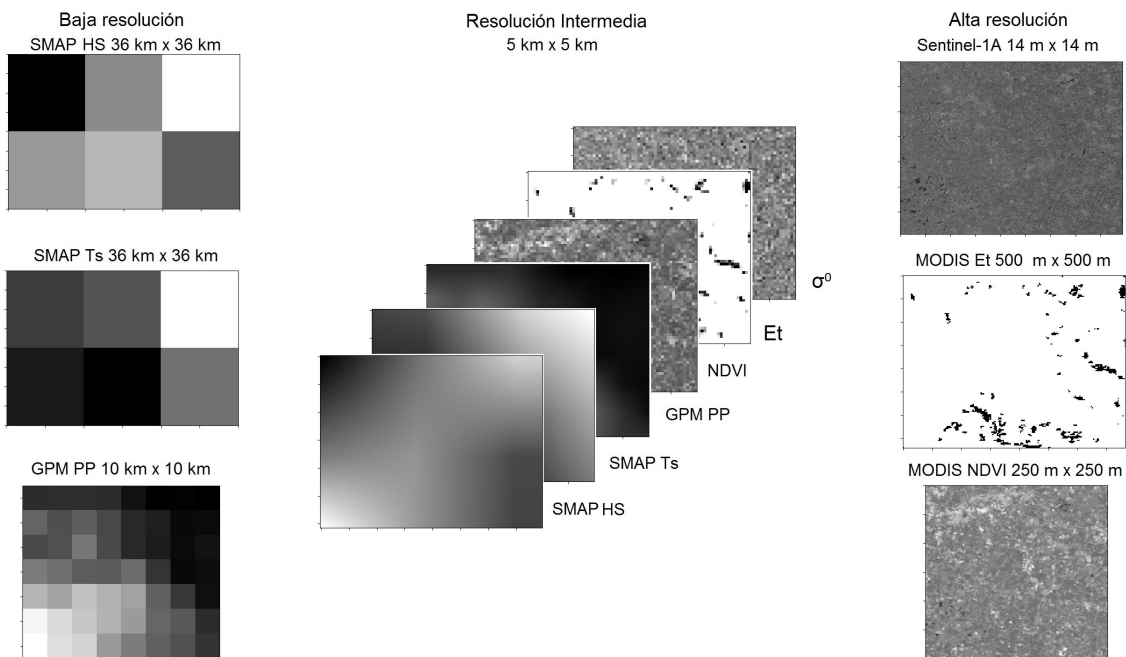 Baja resolución
SMAP HS 36 km x 36 km
SMAP Ts 36 km x 36 km
GPM PP 10 km x 10 km
Resolución Intermedia
5 km x 5 km
σ⁰
Et
NDVI
GPM PP
SMAP Ts
SMAP HS
Alta resolución
Sentinel-1A 14 m x 14 m
MODIS Et 500 m x 500 m
MODIS NDVI 250 m x 250 m